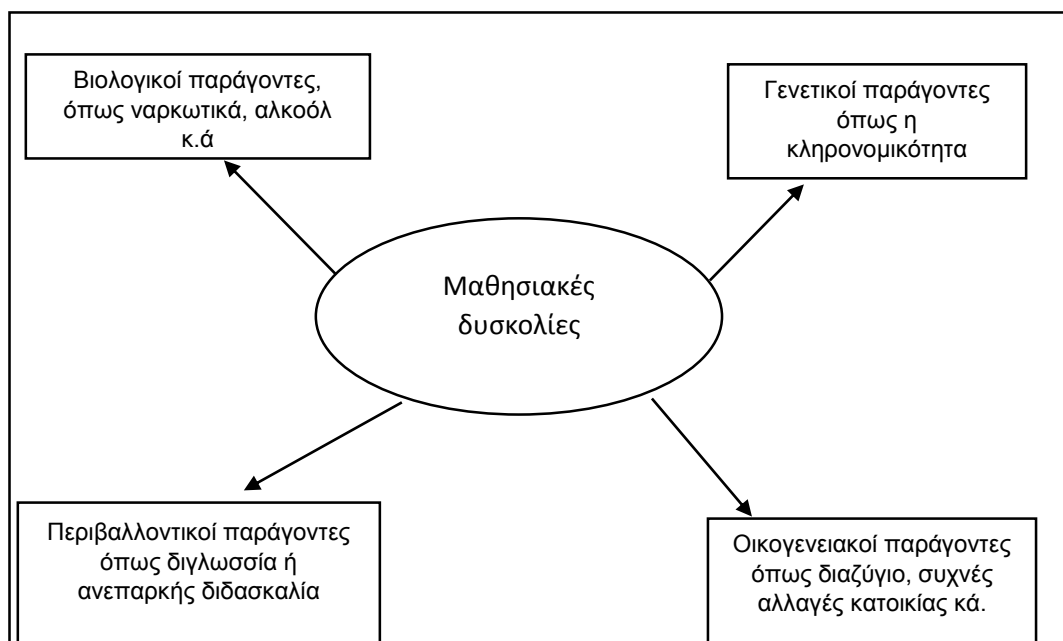 Βιολογικοί παράγοντες,
όπως ναρκωτικά, αλκοόλ
κ.ά
Γενετικοί παράγοντες
όπως η
κληρονομικότητα
Μαθησιακές
δυσκολίες
Περιβαλλοντικοί παράγοντες
όπως διγλωσσία ή
ανεπαρκής διδασκαλία
Οικογενειακοί παράγοντες
όπως διαζύγιο, συχνές
αλλαγές κατοικίας κά.